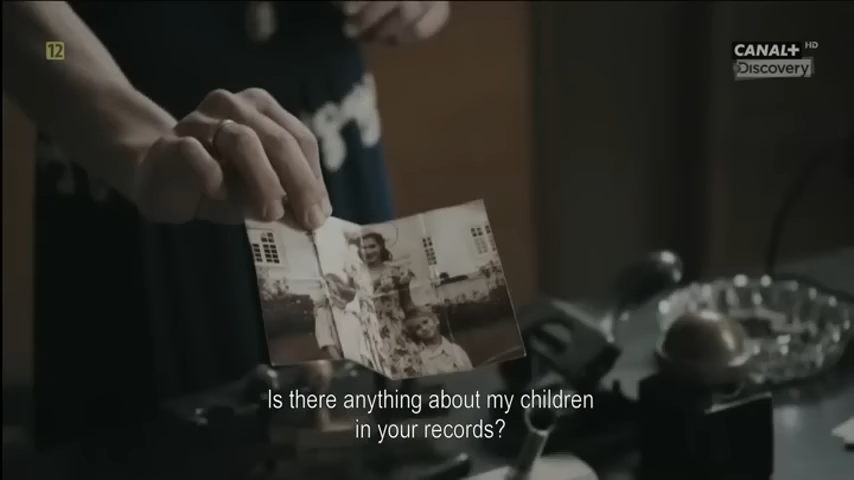 12
CANAL+ HD
Discovery
Is there anything about my children
in your records?